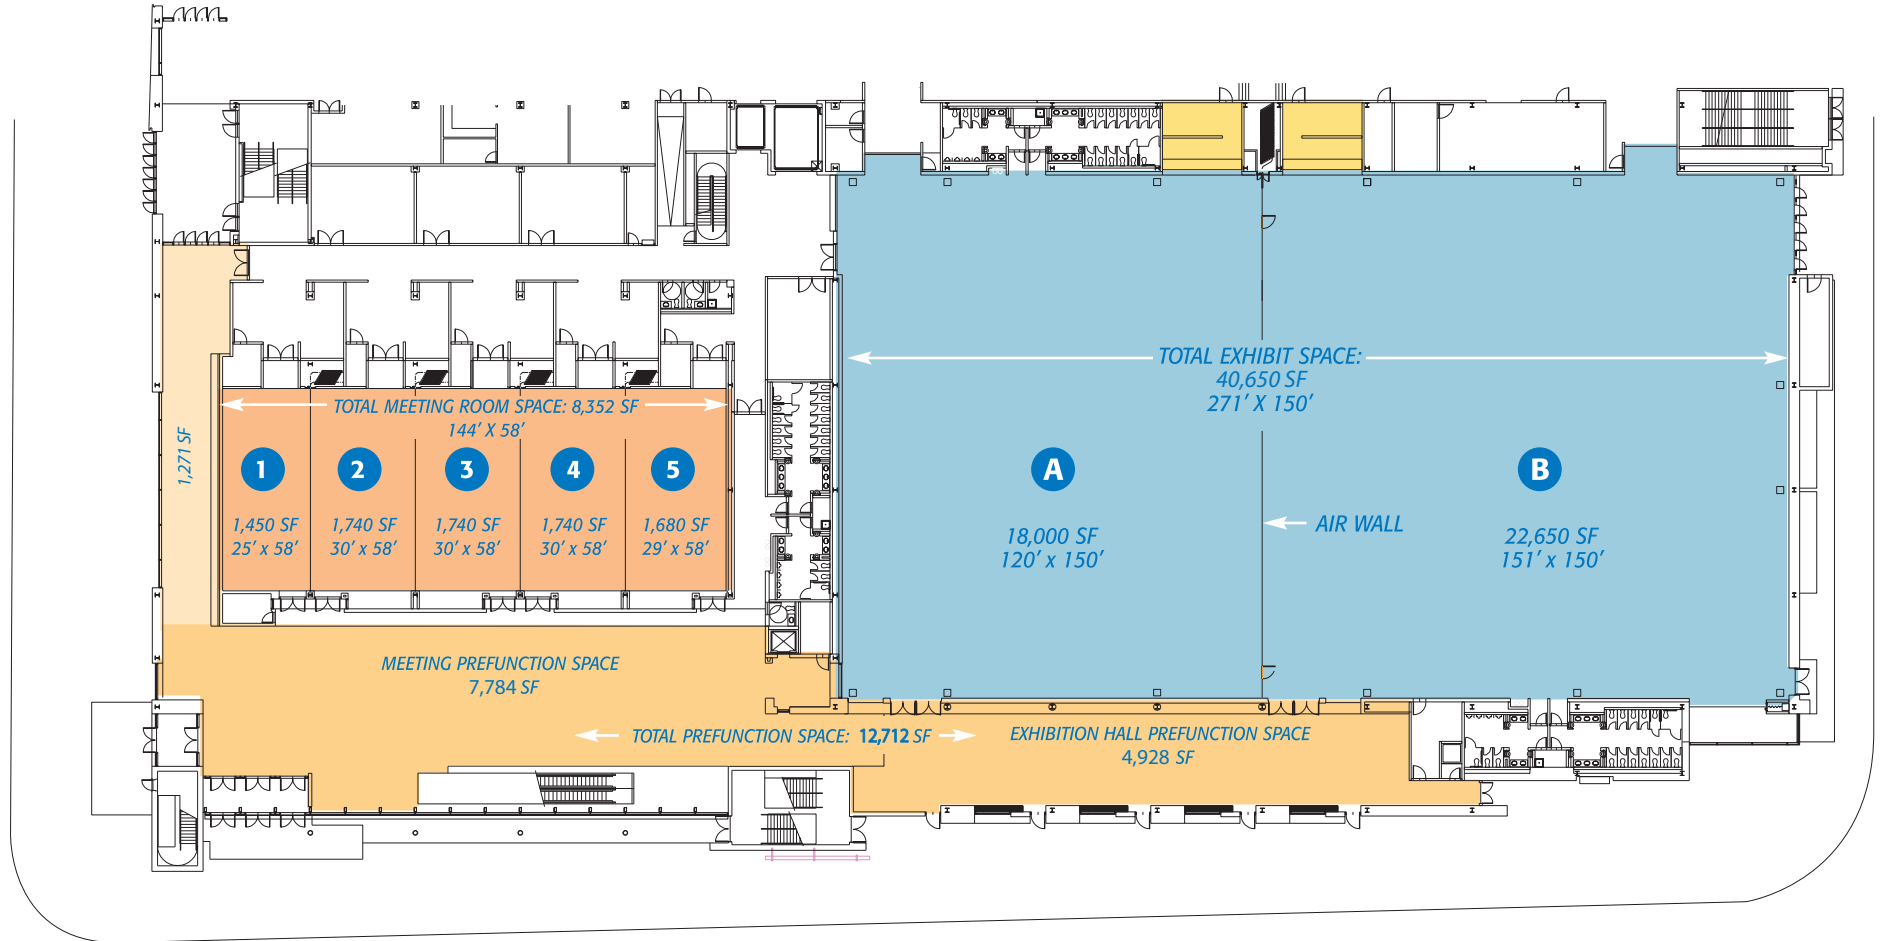 TOTAL EXHIBIT SPACE:
40,650 SF
271′ X 150′
TOTAL MEETING ROOM SPACE: 8,352 SF
144′ X 58′
1,271 SF
1
2
3
4
5
A
B
1,450 SF
25′ x 58′
1,740 SF
30′ x 58′
1,740 SF
30′ x 58′
1,740 SF
30′ x 58′
1,680 SF
29′ x 58′
18,000 SF
120′ x 150′
AIR WALL
22,650 SF
151′ x 150′
MEETING PREFUNCTION SPACE
7,784 SF
TOTAL PREFUNCTION SPACE: 12,712 SF
EXHIBITION HALL PREFUNCTION SPACE
4,928 SF